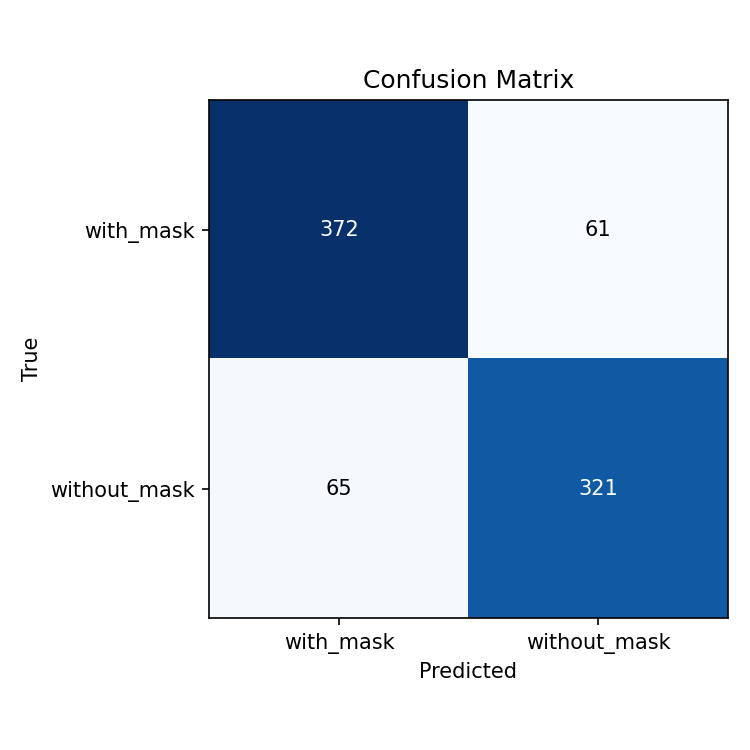 Confusion Matrix
with_mask
372
61
True
without_mask
65
321
with_mask
without_mask
Predicted